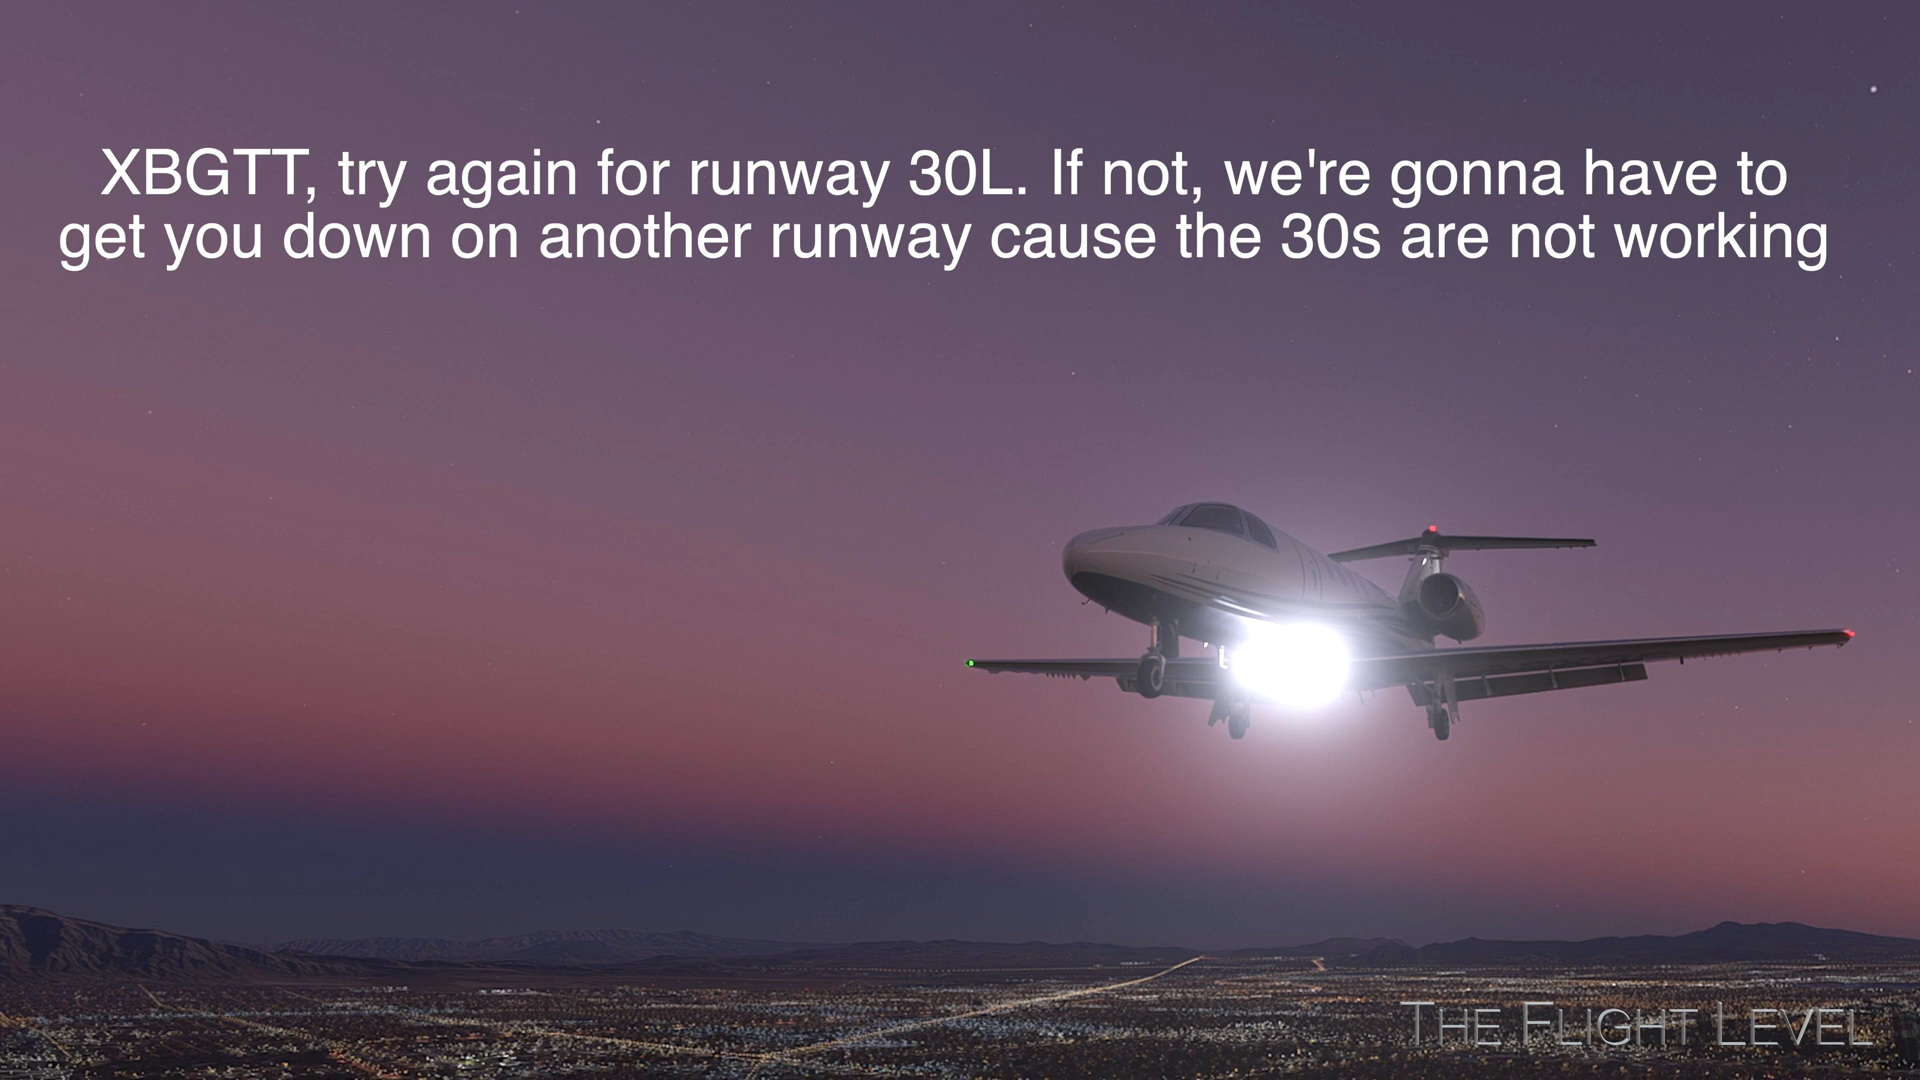 XBGTT, try again for runway 30L. If not, we're gonna have to
get you down on another runway cause the 30s are not working
THE FLIGHT LEVEL